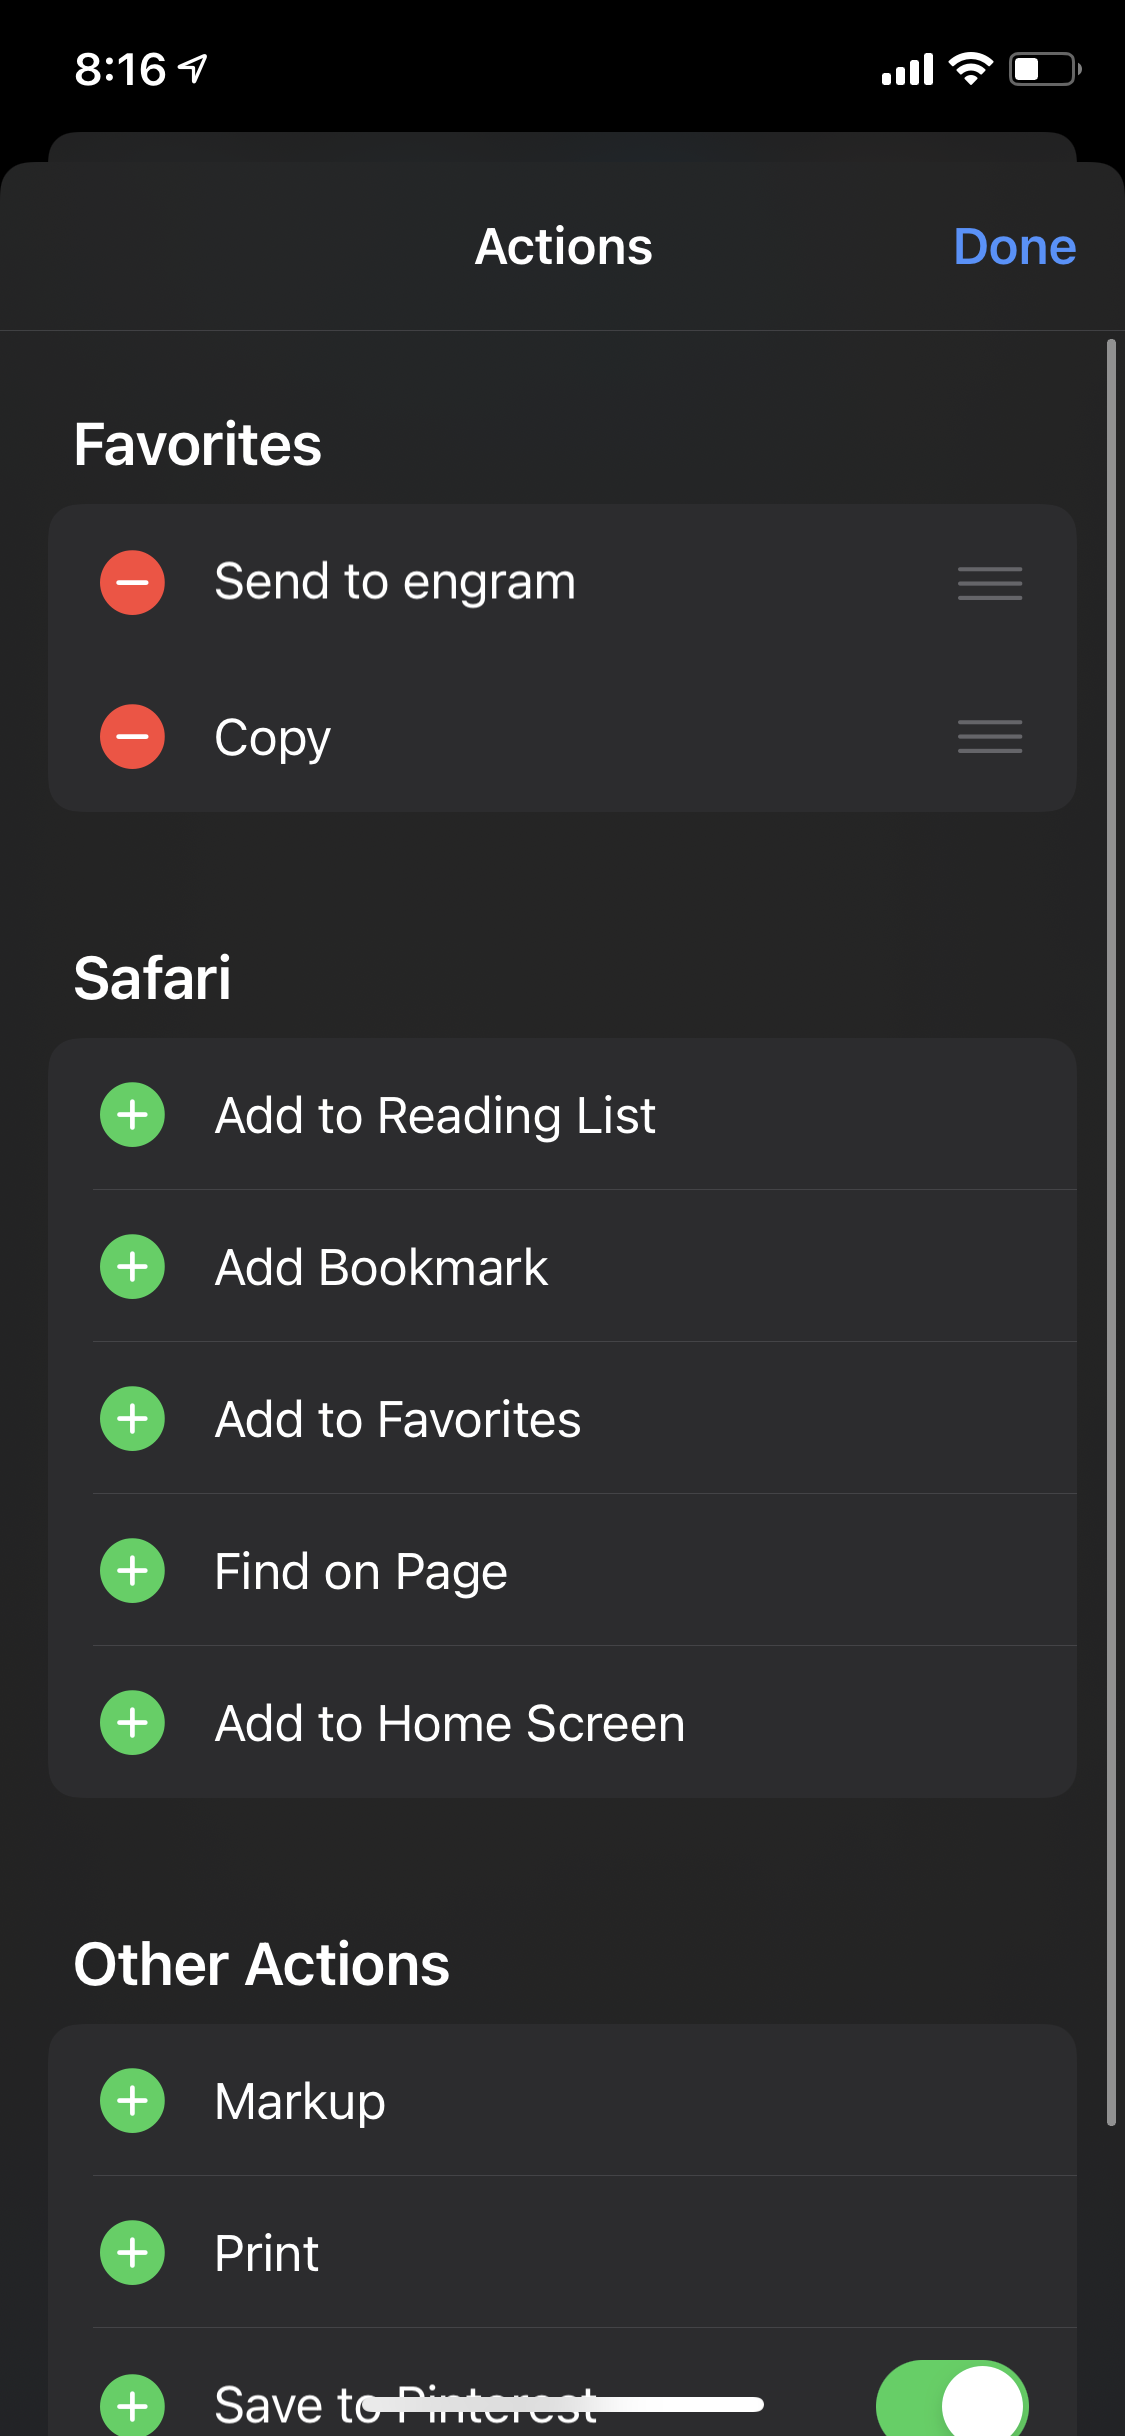 8:16
Actions
Done
Favorites
Send to engram
Copy
Safari
Add to Reading List
Add Bookmark
Add to Favorites
Find on Page
Add to Home Screen
Other Actions
Markup
Print
Save to Pinterest